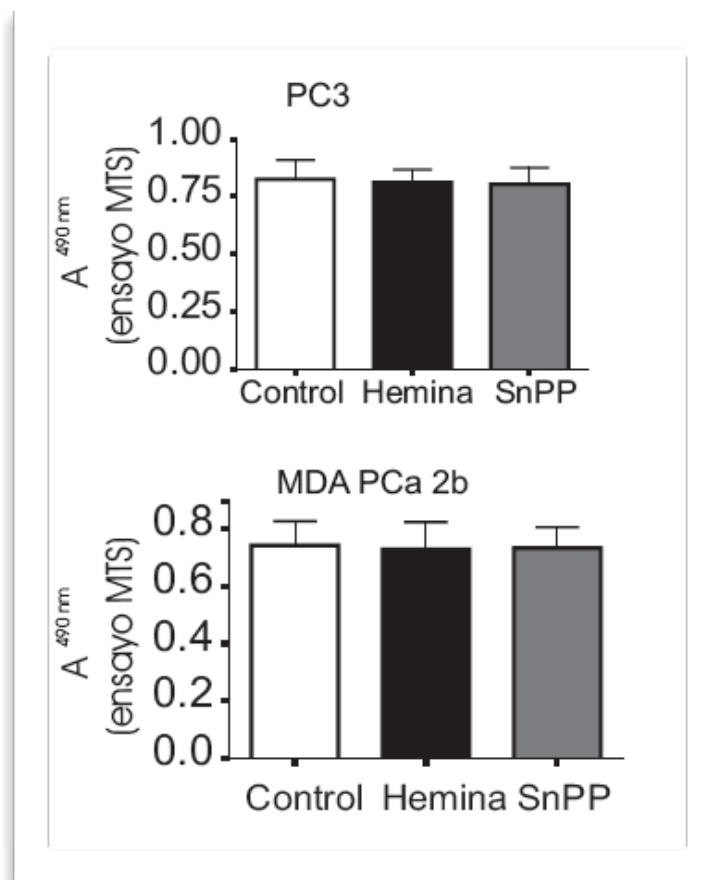 PC3
A 490 nm
(ensayo MTS)
1.00
0.75
0.50
0.25
0.00
Control Hemina SnPP
MDA PCa 2b
A 490 nm
(ensayo MTS)
0.8
0.6
0.4
0.2
0.0
Control Hemina SnPP